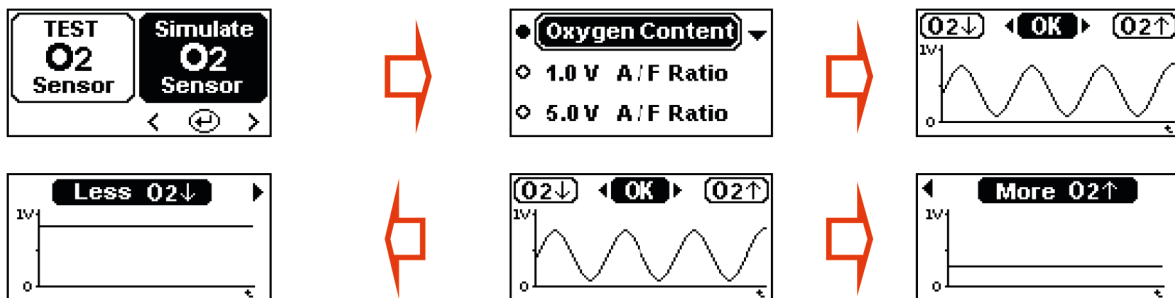 TEST
O2
Sensor
Simulate
O2
Sensor
< >
Oxygen Content
1.0 V A/F Ratio
5.0 V A/F Ratio
O2↓ OK O2↑
1V
0
t
Less O2↓
1V
0
t
O2↓ OK O2↑
1V
0
t
More O2↑
1V
0
t